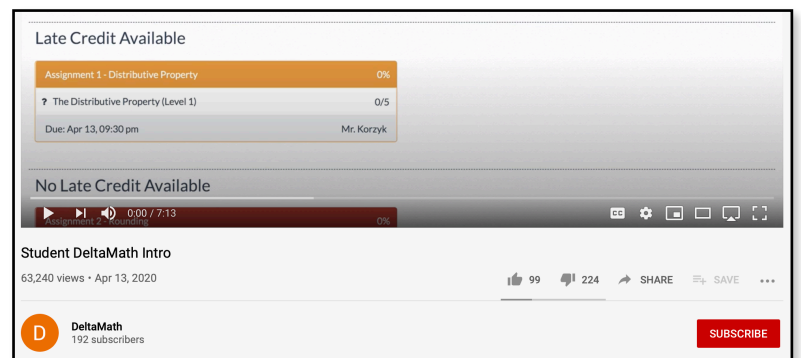 Late Credit Available
Assignment 1 - Distributive Property 0%
? The Distributive Property (Level 1) 0/5
Due: Apr 13, 09:30 pm Mr. Korzyk
No Late Credit Available
0:00 / 7:13 CC
Assignment 2 - Rounding 0%
Student DeltaMath Intro
63,240 views • Apr 13, 2020 99 224 SHARE SAVE
D DeltaMath SUBSCRIBE
192 subscribers